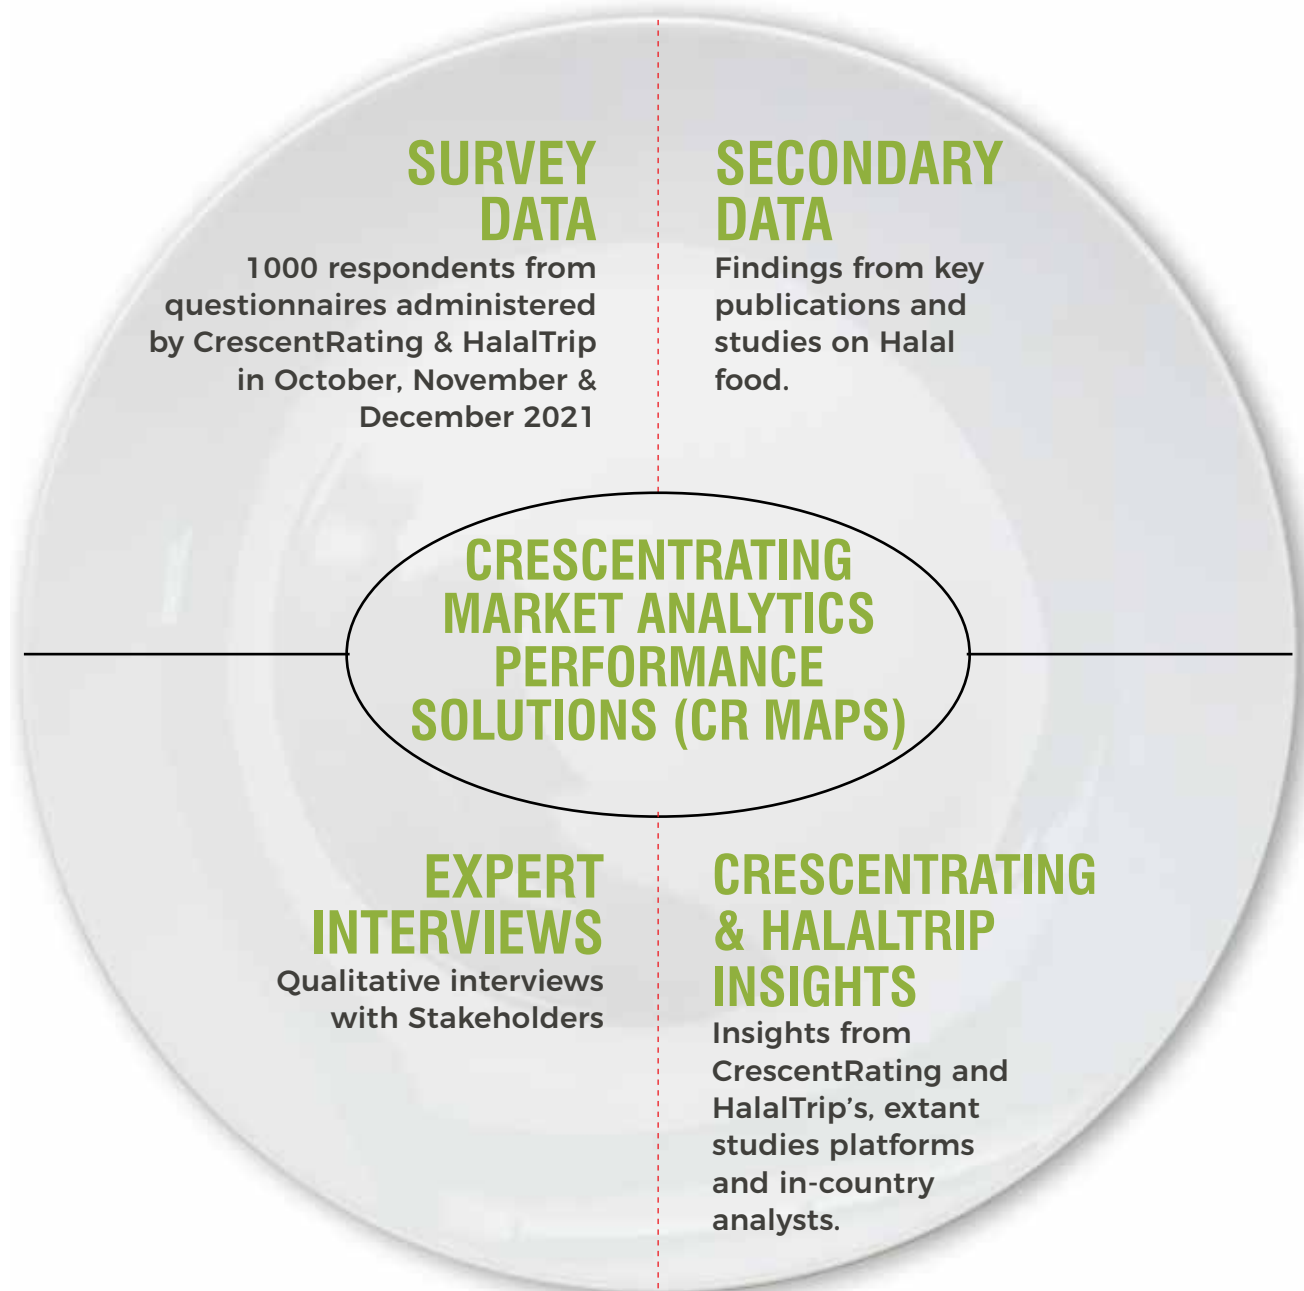 SURVEY
DATA
1000 respondents from
questionnaires administered
by CrescentRating & HalalTrip
in October, November &
December 2021
SECONDARY
DATA
Findings from key
publications and
studies on Halal
food.
CRESCENTRATING
MARKET ANALYTICS
PERFORMANCE
SOLUTIONS (CR MAPS)
EXPERT
INTERVIEWS
Qualitative interviews
with Stakeholders
CRESCENTRATING
& HALALTRIP
INSIGHTS
Insights from
CrescentRating and
HalalTrip’s, extant
studies platforms
and in-country
analysts.